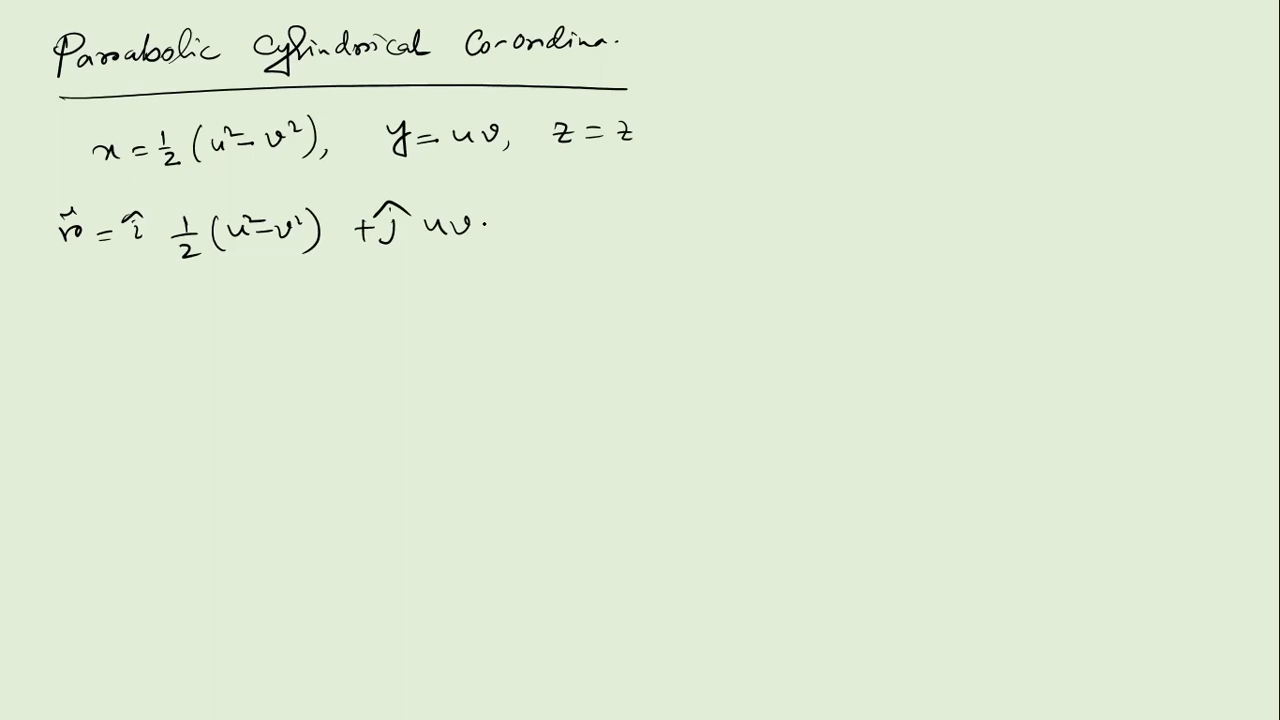 Parabolic Cylindrical Co-ordina.
x = 1/2 (u² - v²), y = uv, z = z
r⃗ = î 1/2 (u² - v²) + ĵ uv.